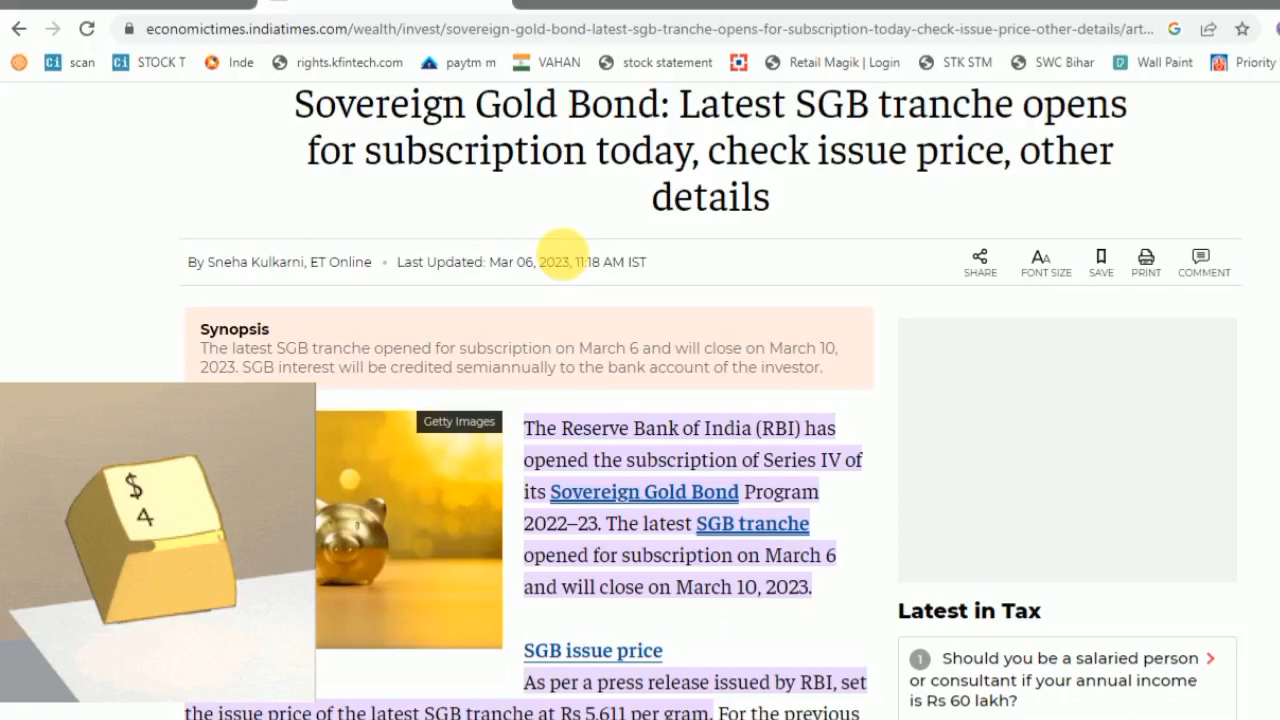 economictimes.indiatimes.com/wealth/invest/sovereign-gold-bond-latest-sgb-tranche-opens-for-subscription-today-check-issue-price-other-details/art...
Ci scan Ci STOCK T Inde rights.kfintech.com paytm m VAHAN stock statement Retail Magik | Login STK STM SWC Bihar D Wall Paint Priority
Sovereign Gold Bond: Latest SGB tranche opens
for subscription today, check issue price, other
details
By Sneha Kulkarni, ET Online • Last Updated: Mar 06, 2023, 11:18 AM IST
SHARE FONT SIZE SAVE PRINT COMMENT
Synopsis
The latest SGB tranche opened for subscription on March 6 and will close on March 10,
2023. SGB interest will be credited semiannually to the bank account of the investor.
Getty Images
$
4
The Reserve Bank of India (RBI) has
opened the subscription of Series IV of
its Sovereign Gold Bond Program
2022–23. The latest SGB tranche
opened for subscription on March 6
and will close on March 10, 2023.
SGB issue price
As per a press release issued by RBI, set
the issue price of the latest SGB tranche at Rs 5,611 per gram. For the previous
Latest in Tax
1 Should you be a salaried person
or consultant if your annual income
is Rs 60 lakh?